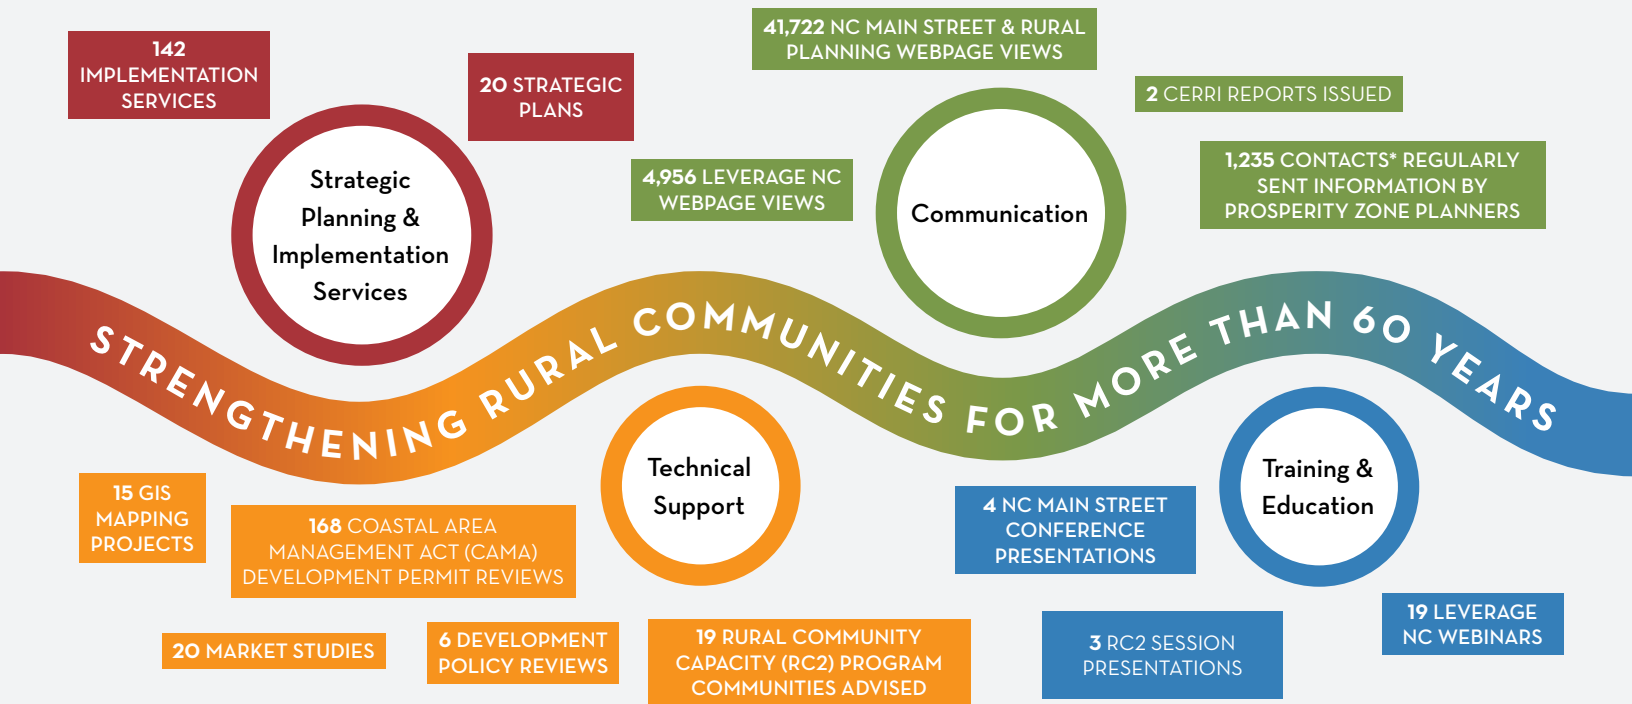 142
IMPLEMENTATION
SERVICES
20 STRATEGIC
PLANS
Strategic
Planning &
Implementation
Services
41,722 NC MAIN STREET & RURAL
PLANNING WEBPAGE VIEWS
2 CERRI REPORTS ISSUED
4,956 LEVERAGE NC
WEBPAGE VIEWS
Communication
1,235 CONTACTS* REGULARLY
SENT INFORMATION BY
PROSPERITY ZONE PLANNERS
STRENGTHENING RURAL COMMUNITIES FOR MORE THAN 60 YEARS
Technical
Support
15 GIS
MAPPING
PROJECTS
168 COASTAL AREA
MANAGEMENT ACT (CAMA)
DEVELOPMENT PERMIT REVIEWS
20 MARKET STUDIES
6 DEVELOPMENT
POLICY REVIEWS
19 RURAL COMMUNITY
CAPACITY (RC2) PROGRAM
COMMUNITIES ADVISED
Training &
Education
4 NC MAIN STREET
CONFERENCE
PRESENTATIONS
3 RC2 SESSION
PRESENTATIONS
19 LEVERAGE
NC WEBINARS